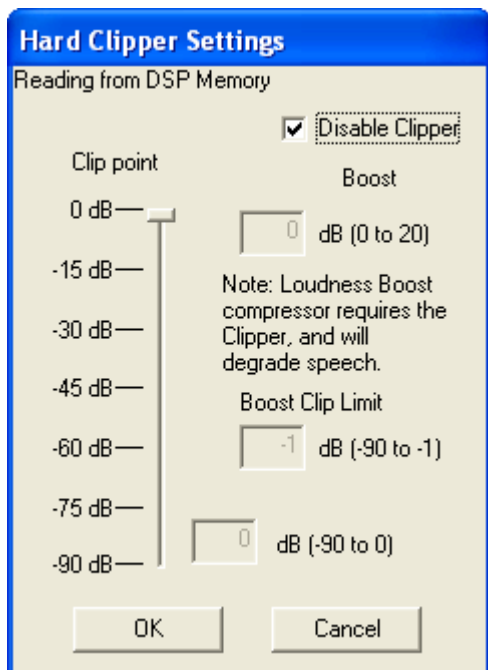 Hard Clipper Settings
Reading from DSP Memory
Disable Clipper
Clip point
Boost
0 dB
0 dB (0 to 20)
-15 dB
Note: Loudness Boost
compressor requires the
Clipper, and will
degrade speech.
-30 dB
-45 dB
Boost Clip Limit
-60 dB
-1 dB (-90 to -1)
-75 dB
0 dB (-90 to 0)
-90 dB
OK
Cancel